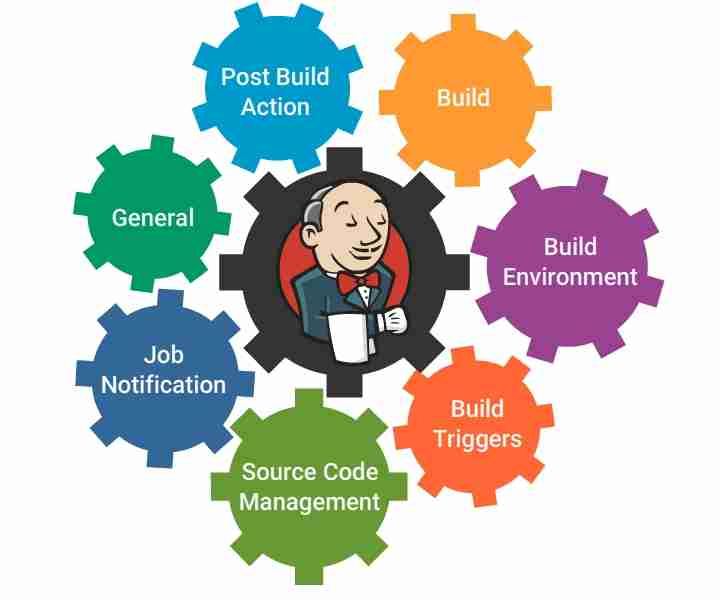 Post Build
Action
Build
General
Build
Environment
Job
Notification
Build
Triggers
Source Code
Management